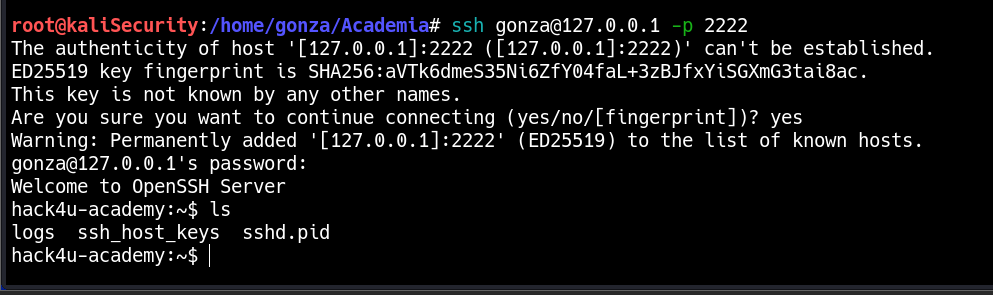 root@kaliSecurity:/home/gonza/Academia# ssh gonza@127.0.0.1 -p 2222
The authenticity of host '[127.0.0.1]:2222 ([127.0.0.1]:2222)' can't be established.
ED25519 key fingerprint is SHA256:aVTk6dmeS35Ni6ZfY04faL+3zBJfxYiSGXmG3tai8ac.
This key is not known by any other names.
Are you sure you want to continue connecting (yes/no/[fingerprint])? yes
Warning: Permanently added '[127.0.0.1]:2222' (ED25519) to the list of known hosts.
gonza@127.0.0.1's password:
Welcome to OpenSSH Server
hack4u-academy:~$ ls
logs  ssh_host_keys  sshd.pid
hack4u-academy:~$